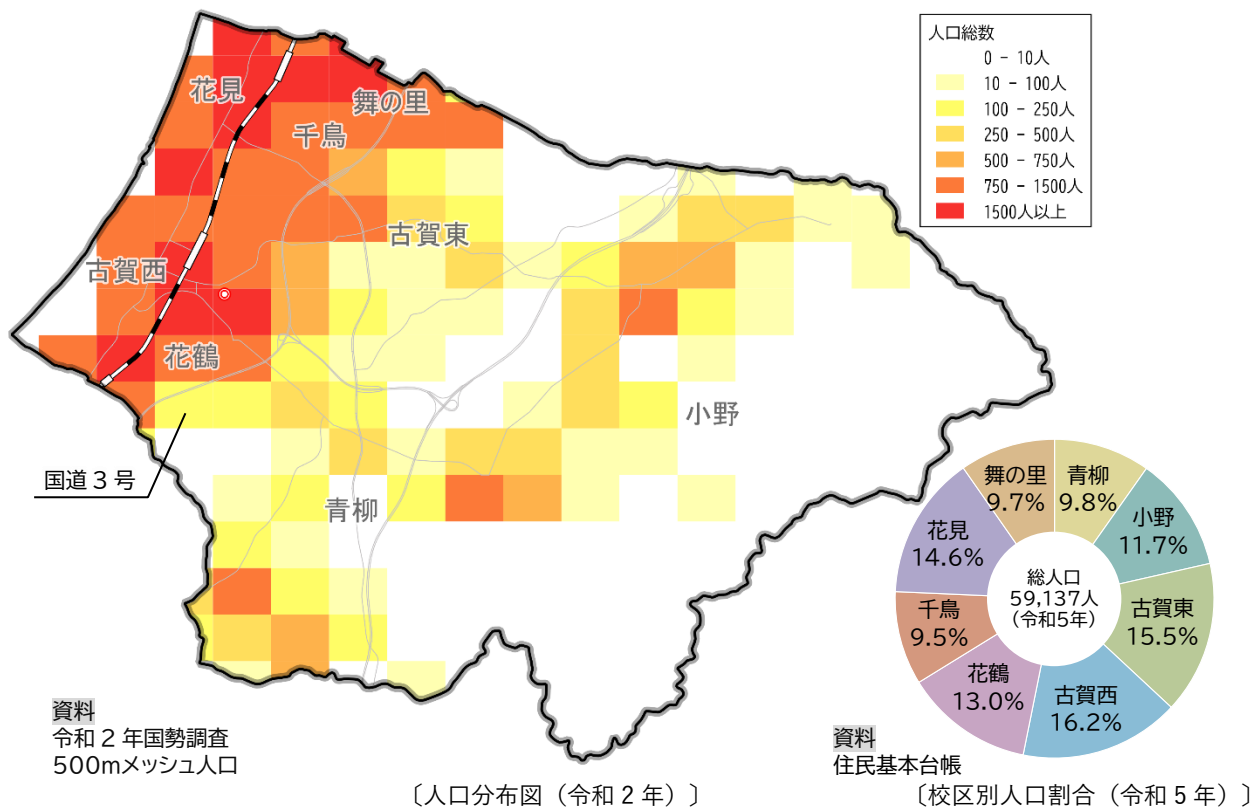 人口総数
0 - 10人
10 - 100人
100 - 250人
250 - 500人
500 - 750人
750 - 1500人
1500人以上
花見
舞の里
千鳥
古賀東
古賀西
花鶴
小野
国道3号
青柳
舞の里
9.7%
青柳
9.8%
小野
11.7%
花見
14.6%
総人口
59,137人
（令和5年）
古賀東
15.5%
千鳥
9.5%
花鶴
13.0%
古賀西
16.2%
資料
令和2年国勢調査
500mメッシュ人口
資料
住民基本台帳
〔人口分布図（令和2年）〕
〔校区別人口割合（令和5年）〕